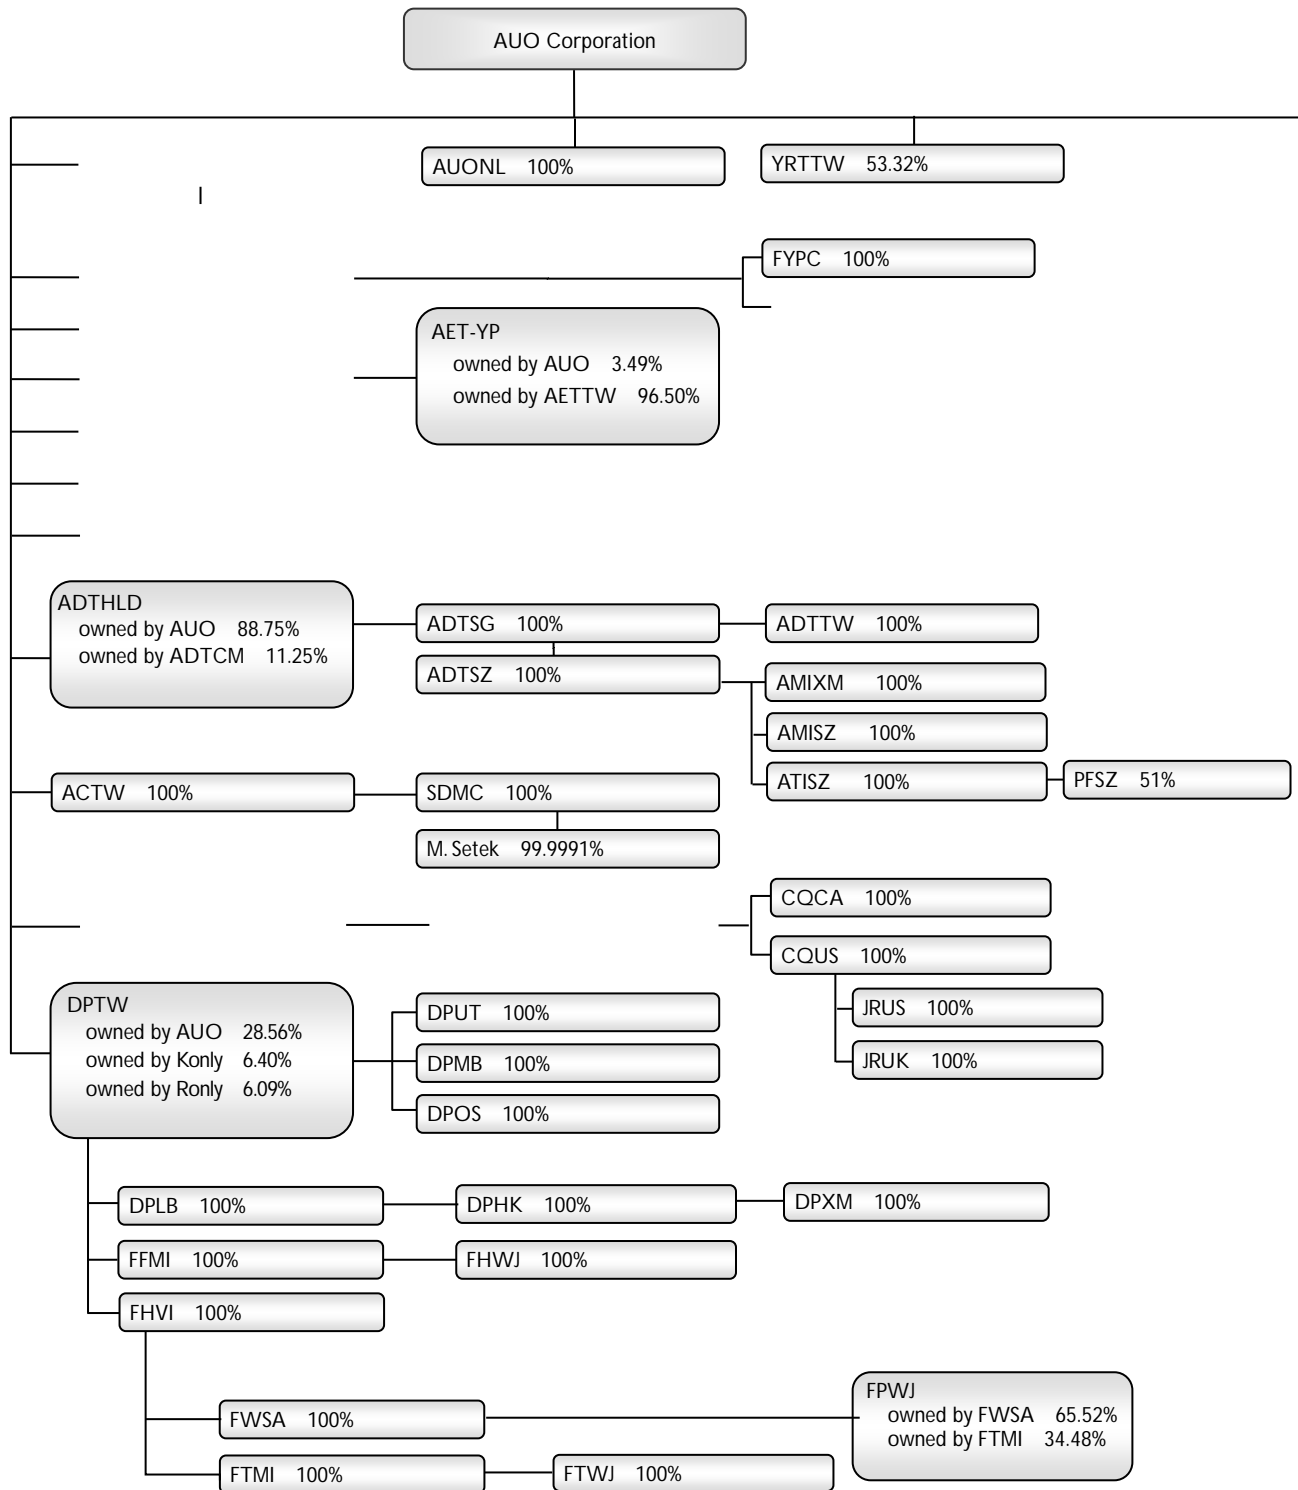 AUO Corporation
AUONL 100%
YRTTW 53.32%
FYPC 100%
AET-YP
owned by AUO 3.49%
owned by AETTW 96.50%
ADTHLD
owned by AUO 88.75%
owned by ADTCM 11.25%
ADTSG 100%
ADTTW 100%
ADTSZ 100%
AMIXM 100%
AMISZ 100%
ATISZ 100%
PFSZ 51%
ACTW 100%
SDMC 100%
M. Setek 99.9991%
CQCA 100%
CQUS 100%
JRUS 100%
JRUK 100%
DPTW
owned by AUO 28.56%
owned by Konly 6.40%
owned by Ronly 6.09%
DPUT 100%
DPMB 100%
DPOS 100%
DPLB 100%
DPHK 100%
DPXM 100%
FFMI 100%
FHWJ 100%
FHVI 100%
FWSA 100%
FPWJ
owned by FWSA 65.52%
owned by FTMI 34.48%
FTMI 100%
FTWJ 100%